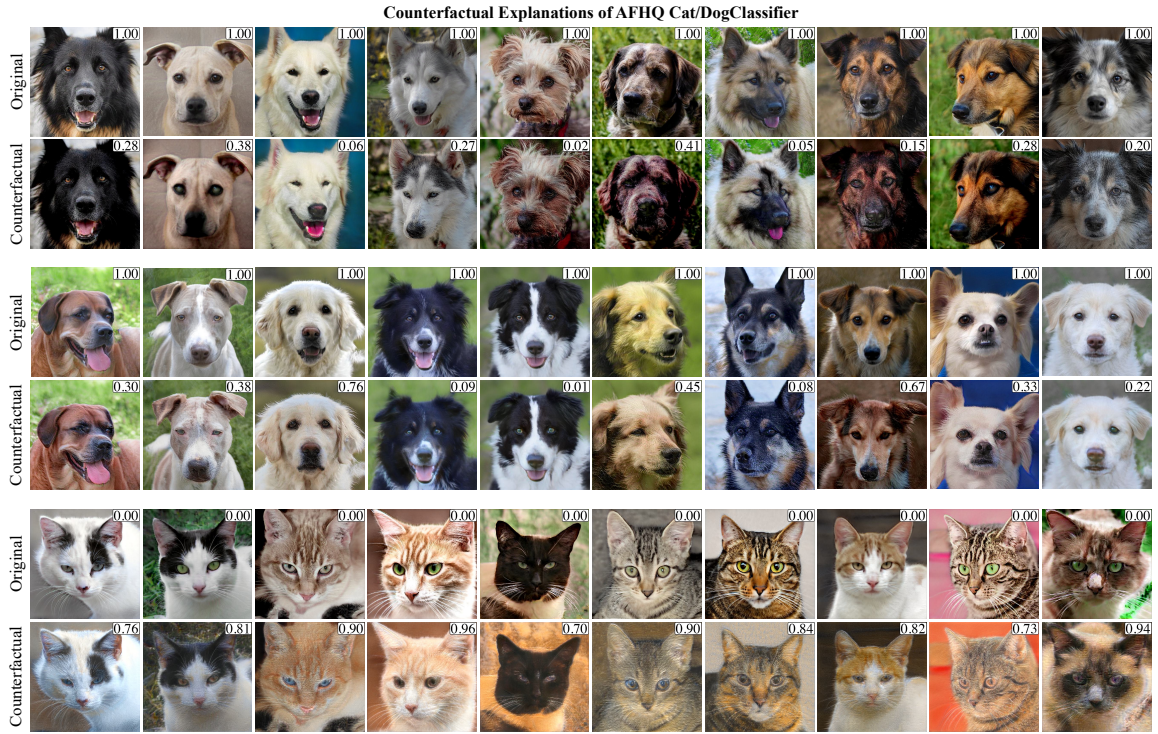 Counterfactual Explanations of AFHQ Cat/DogClassifier
Original
1.00 1.00 1.00 1.00 1.00 1.00 1.00 1.00 1.00 1.00
Counterfactual
0.28 0.38 0.06 0.27 0.02 0.41 0.05 0.15 0.28 0.20
Original
1.00 1.00 1.00 1.00 1.00 1.00 1.00 1.00 1.00 1.00
Counterfactual
0.30 0.38 0.76 0.09 0.01 0.45 0.08 0.67 0.33 0.22
Original
0.00 0.00 0.00 0.00 0.00 0.00 0.00 0.00 0.00 0.00
Counterfactual
0.76 0.81 0.90 0.96 0.70 0.90 0.84 0.82 0.73 0.94